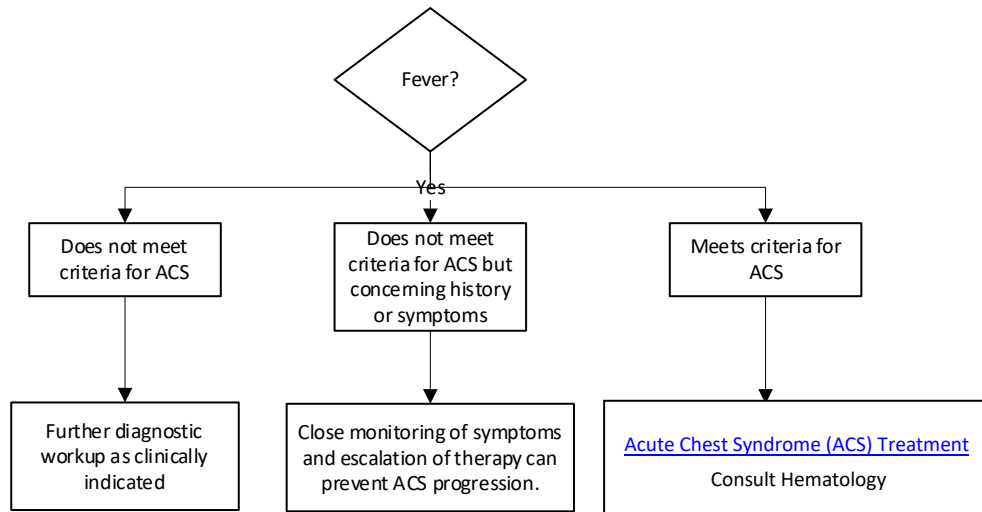 Fever?
Yes
Does not meet
criteria for ACS
Does not meet
criteria for ACS but
concerning history
or symptoms
Meets criteria for
ACS
Further diagnostic
workup as clinically
indicated
Close monitoring of symptoms
and escalation of therapy can
prevent ACS progression.
Acute Chest Syndrome (ACS) Treatment
Consult Hematology